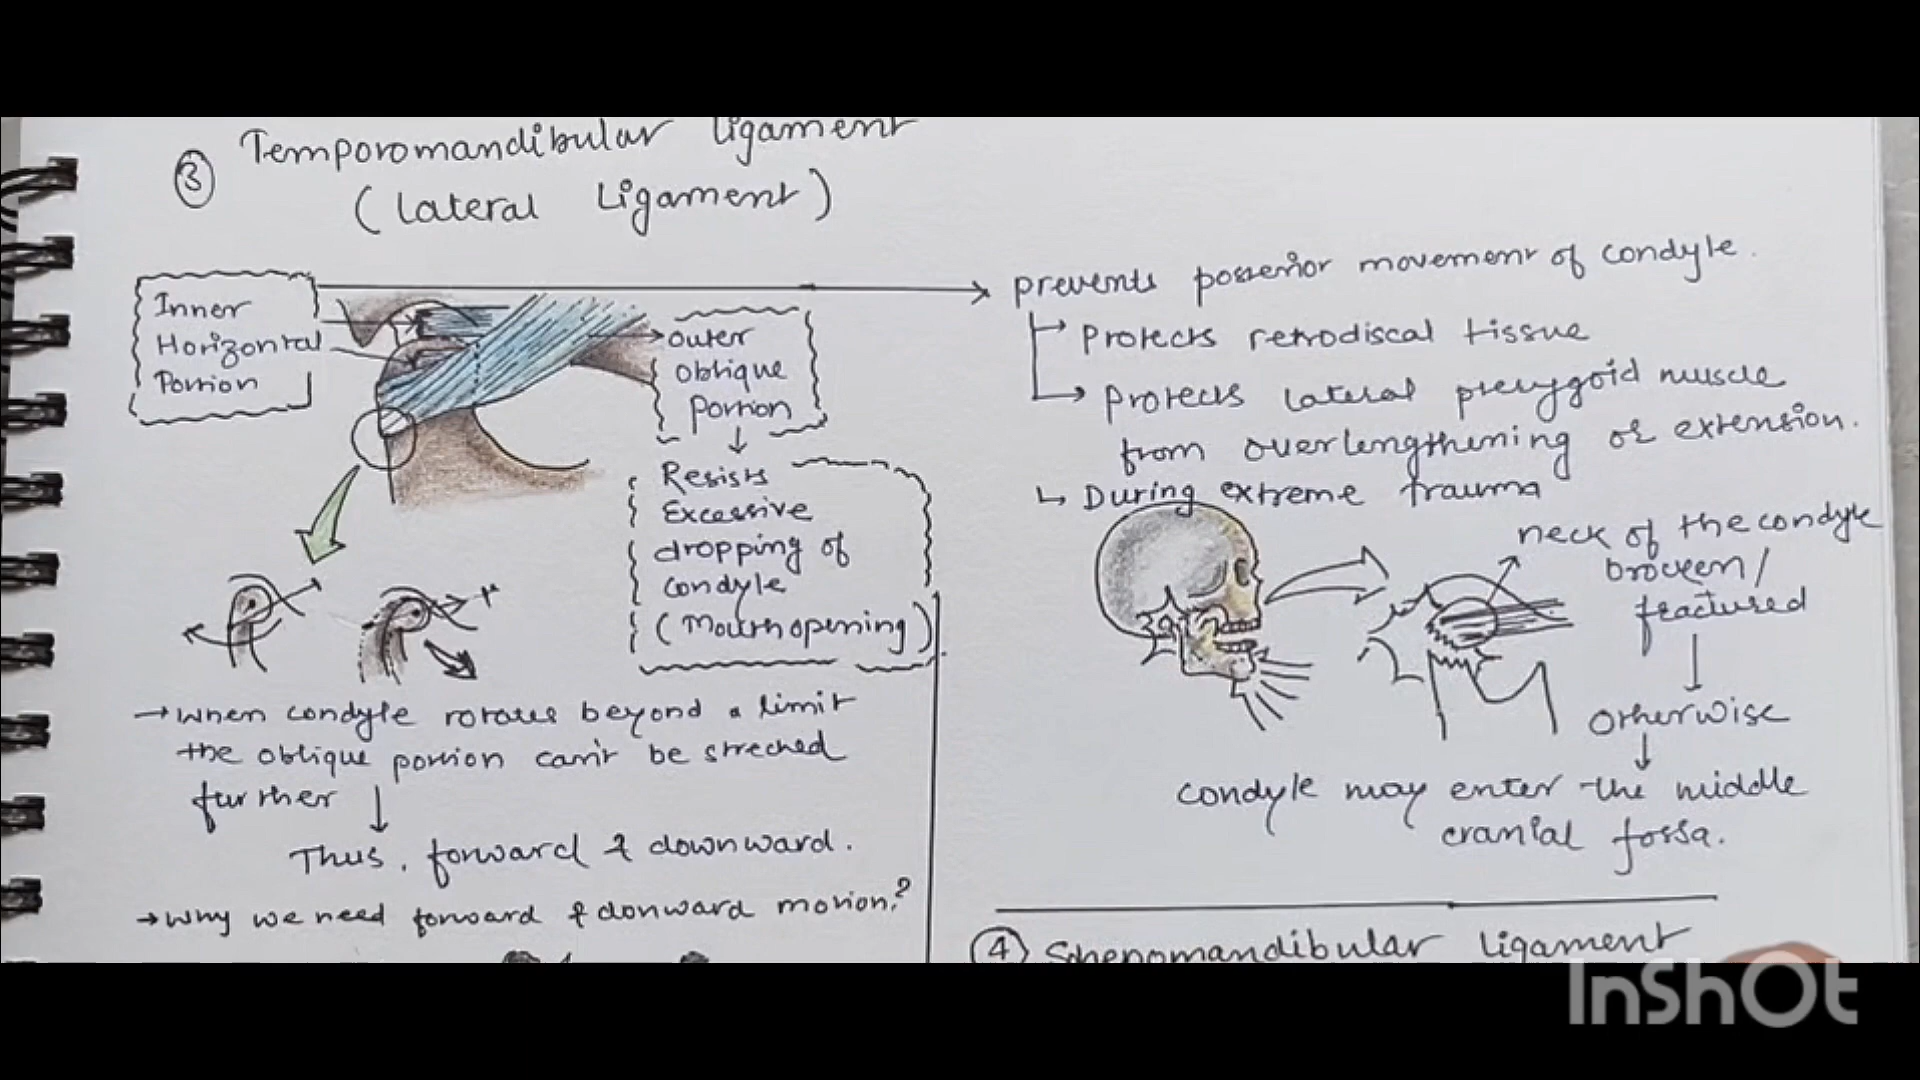 ③ Temporomandibular ligament
(Lateral Ligament)
Inner
Horizontal
Portion
outer
oblique
portion
Resists
Excessive
dropping of
condyle
(Mouth opening)
→ When condyle rotates beyond a limit
the oblique portion can't be streched
further
Thus, forward & downward.
→ Why we need forward & donward motion?
prevents posterior movement of condyle.
Protects retrodiscal tissue
Protects lateral pterygoid muscle
from overlengthening or extension.
During extreme trauma
neck of the condyle
brocken/
fractured
otherwise
condyle may enter the middle
cranial fossa.
④ Sphenomandibular ligament
InShOt